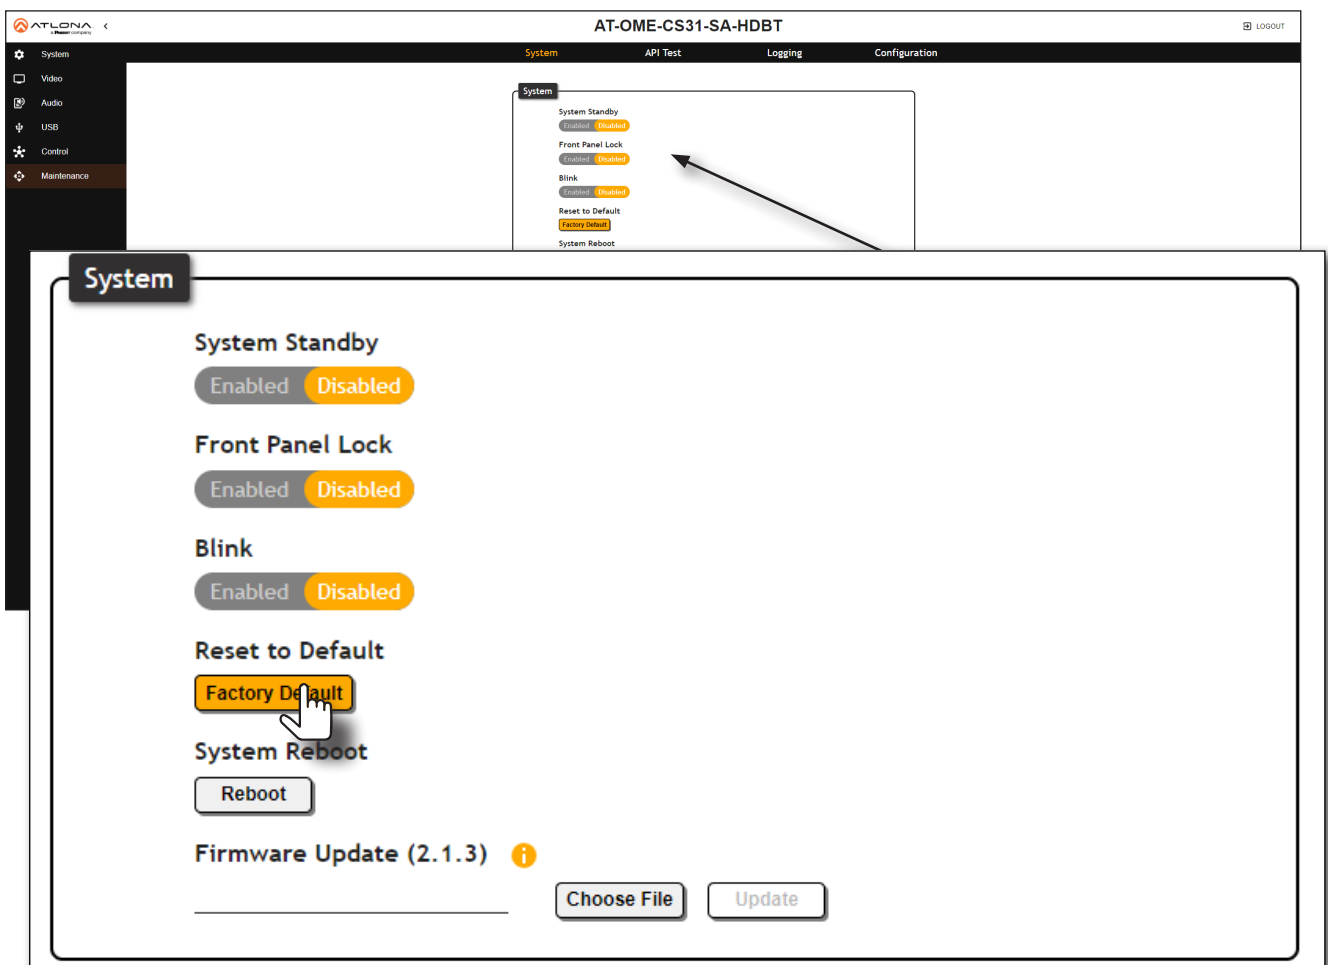 ATLONA
a Panduit company
AT-OME-CS31-SA-HDBT
LOGOUT
System
Video
Audio
USB
Control
Maintenance
System API Test Logging Configuration
System
System Standby
Enabled Disabled
Front Panel Lock
Enabled Disabled
Blink
Enabled Disabled
Reset to Default
Factory Default
System Reboot
System
System Standby
Enabled Disabled
Front Panel Lock
Enabled Disabled
Blink
Enabled Disabled
Reset to Default
Factory Default
System Reboot
Reboot
Firmware Update (2.1.3) i
Choose File Update